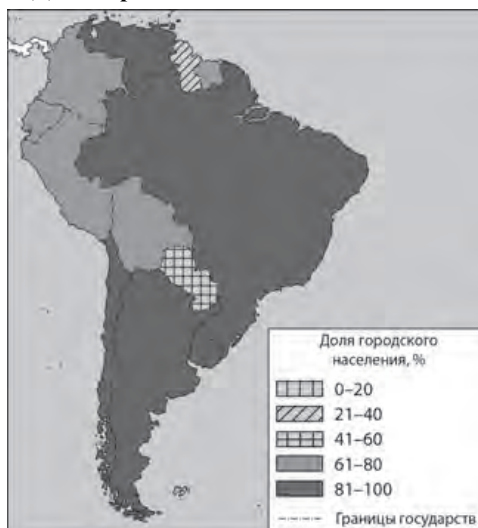 Доля городского
населения, %
0–20
21–40
41–60
61–80
81–100
Границы государств